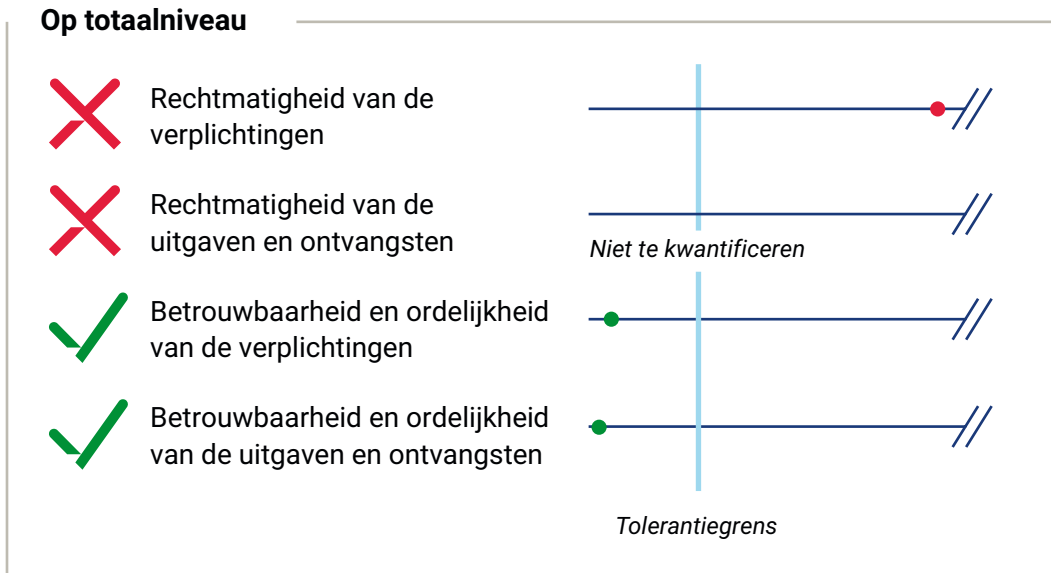 Op totaalniveau
Rechtmatigheid van de
verplichtingen
Rechtmatigheid van de
uitgaven en ontvangsten
Niet te kwantificeren
Betrouwbaarheid en ordelijkheid
van de verplichtingen
Betrouwbaarheid en ordelijkheid
van de uitgaven en ontvangsten
Tolerantiegrens